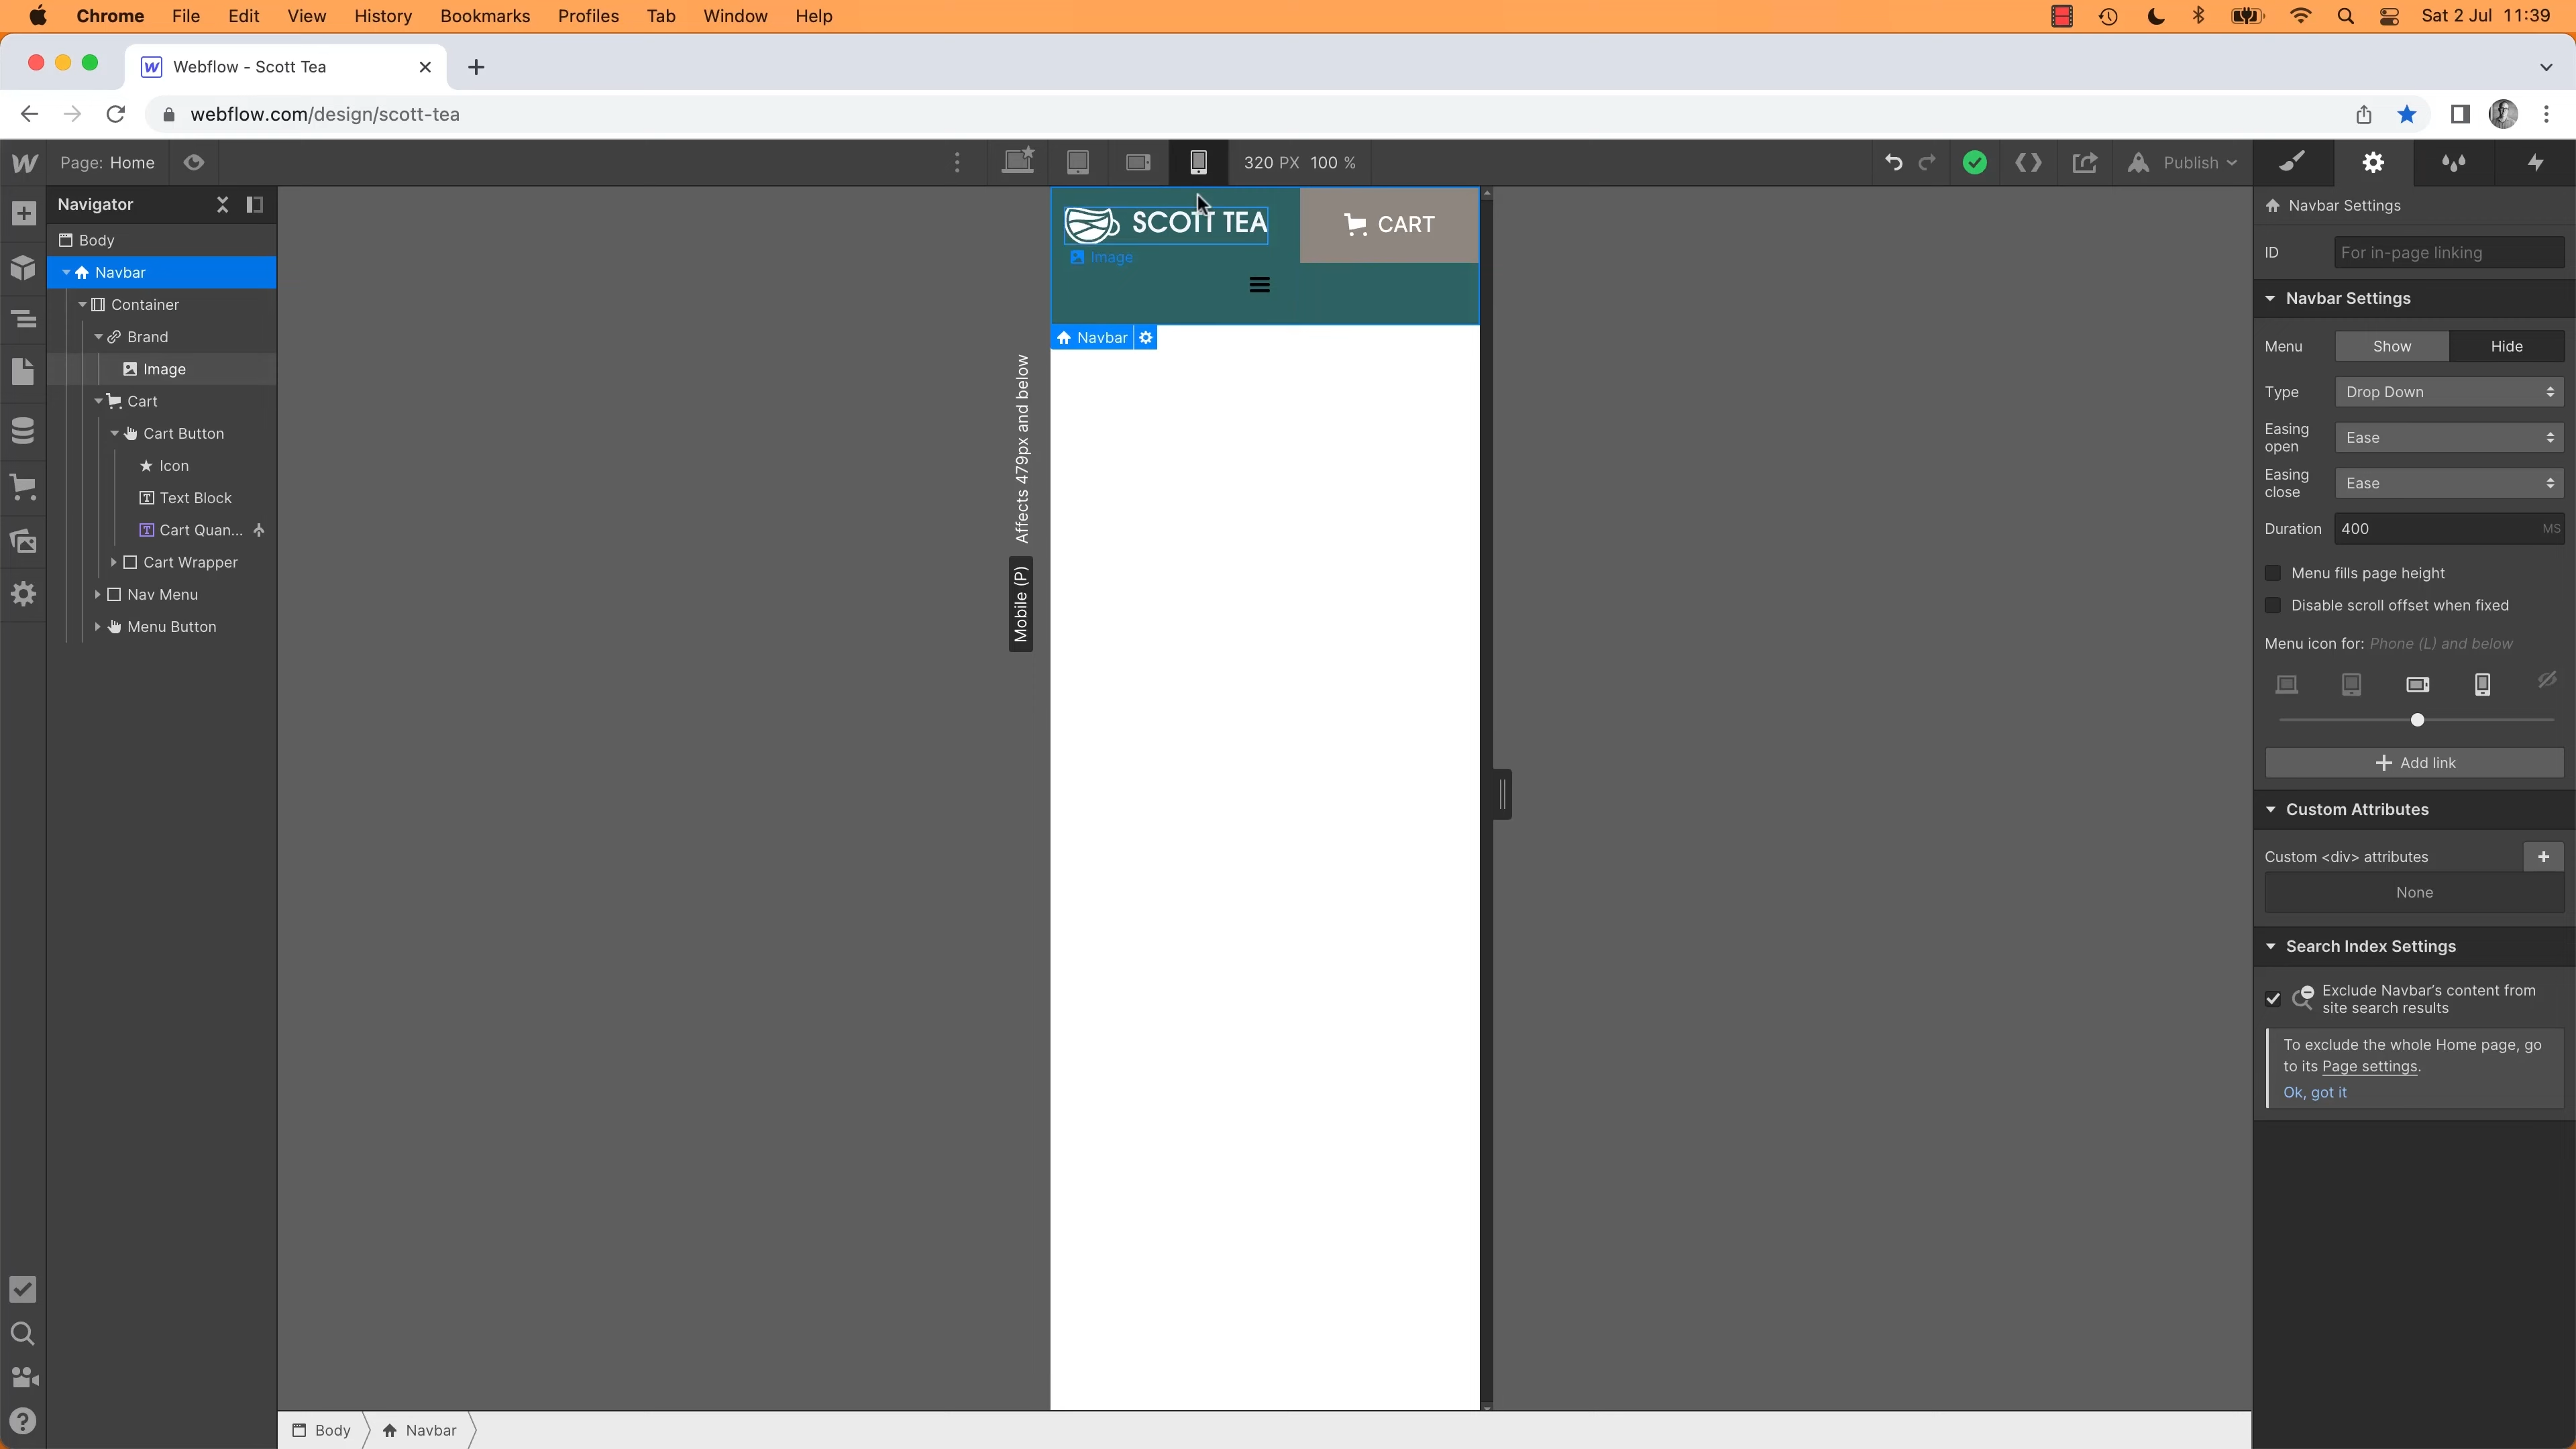 Chrome File Edit View History Bookmarks Profiles Tab Window Help
Sat 2 Jul 11:39
Webflow - Scott Tea
webflow.com/design/scott-tea
Page: Home
320 PX 100 %
Publish
Navigator
Body
Navbar
Container
Brand
Image
Cart
Cart Button
Icon
Text Block
Cart Quan...
Cart Wrapper
Nav Menu
Menu Button
Affects 479px and below
Mobile (P)
SCOTT TEA
CART
Image
Navbar
Navbar Settings
ID For in-page linking
Navbar Settings
Menu Show Hide
Type Drop Down
Easing
open
Ease
Easing
close
Ease
Duration 400 MS
Menu fills page height
Disable scroll offset when fixed
Menu icon for: Phone (L) and below
Add link
Custom Attributes
Custom <div> attributes
None
Search Index Settings
Exclude Navbar's content from
site search results
To exclude the whole Home page, go
to its Page settings.
Ok, got it
Body Navbar